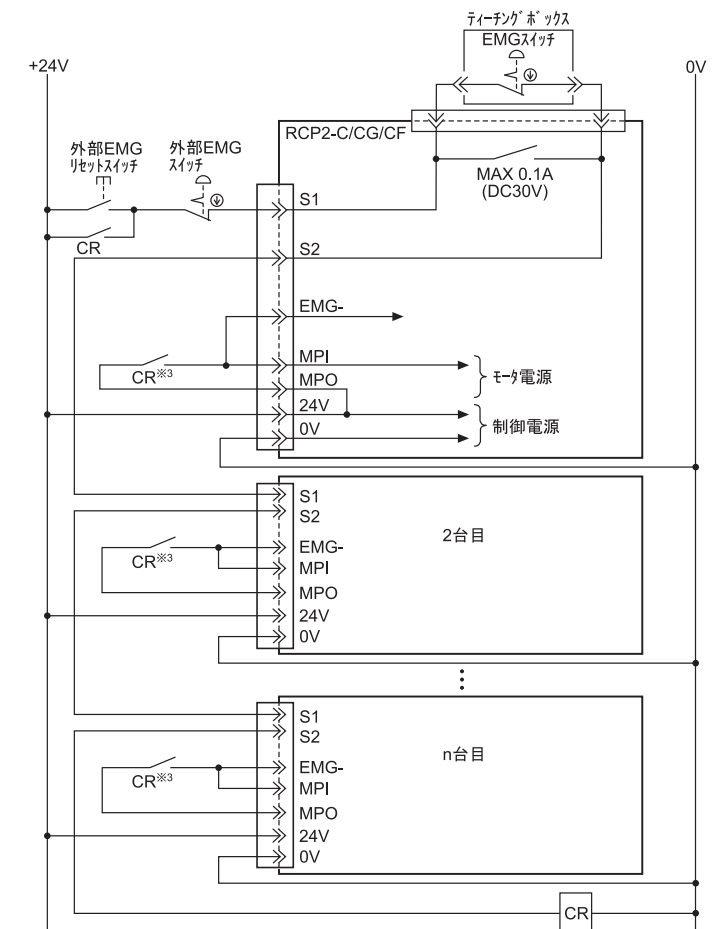 ティーチングボックス
EMGスイッチ
+24V
0V
RCP2-C/CG/CF
外部EMG
リセットスイッチ
外部EMG
スイッチ
MAX 0.1A
(DC30V)
S1
CR
S2
EMG-
MPI
CR※3
MPO
モータ電源
24V
制御電源
0V
S1
S2
2台目
EMG-
CR※3
MPI
MPO
24V
0V
S1
S2
n台目
EMG-
CR※3
MPI
MPO
24V
0V
CR